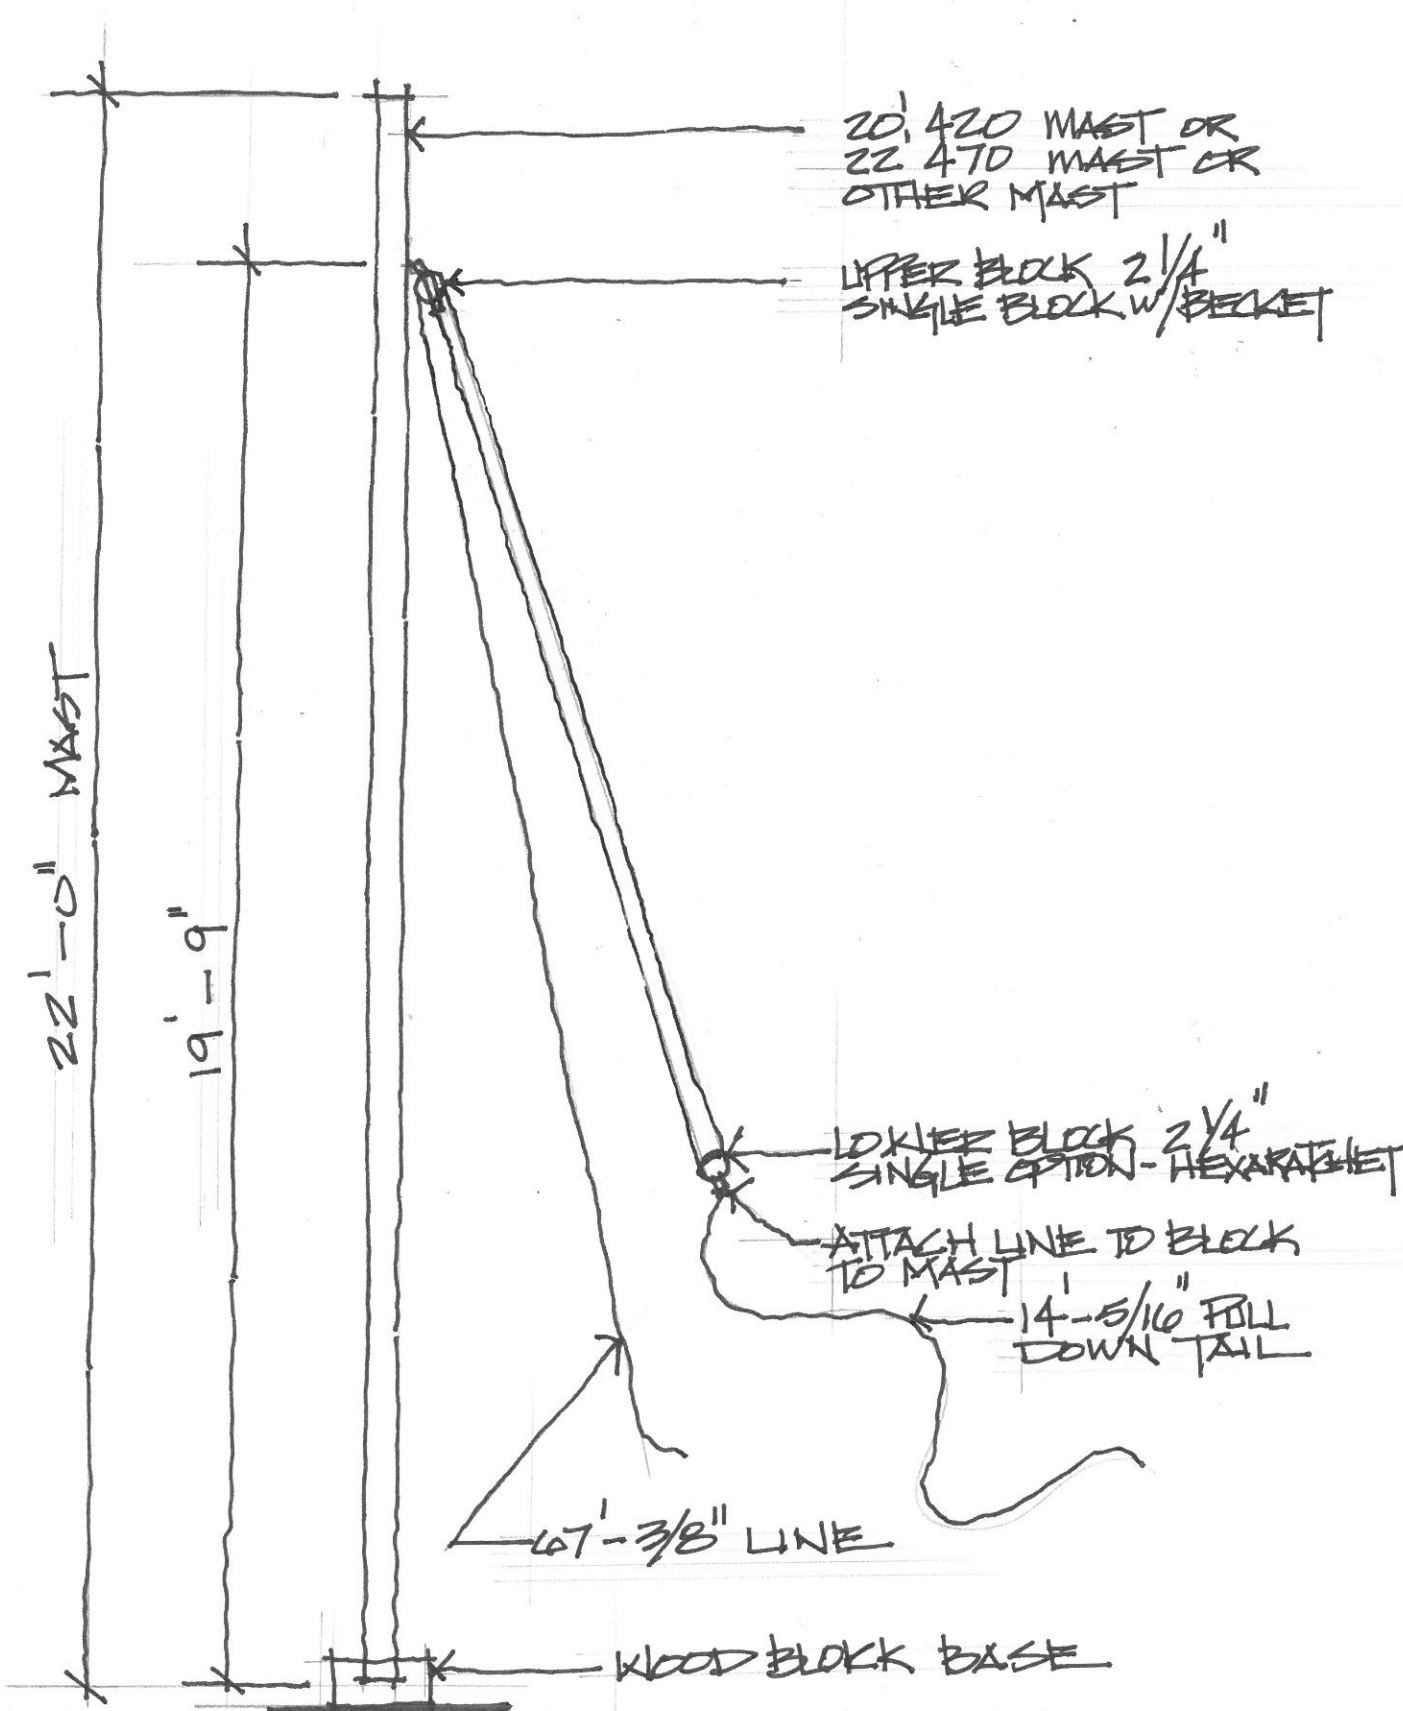 20' 420 MAST OR
22 470 MAST OR
OTHER MAST
UPPER BLOCK 2 1/4"
SINGLE BLOCK W/BECKET
22'-0" MAST
19'-9"
LOWER BLOCK 2 1/4"
SINGLE OPTION - HEXARATCHET
ATTACH LINE TO BLOCK
TO MAST
14'-5/16" PULL
DOWN TAIL
67'-3/8" LINE
WOOD BLOCK BASE